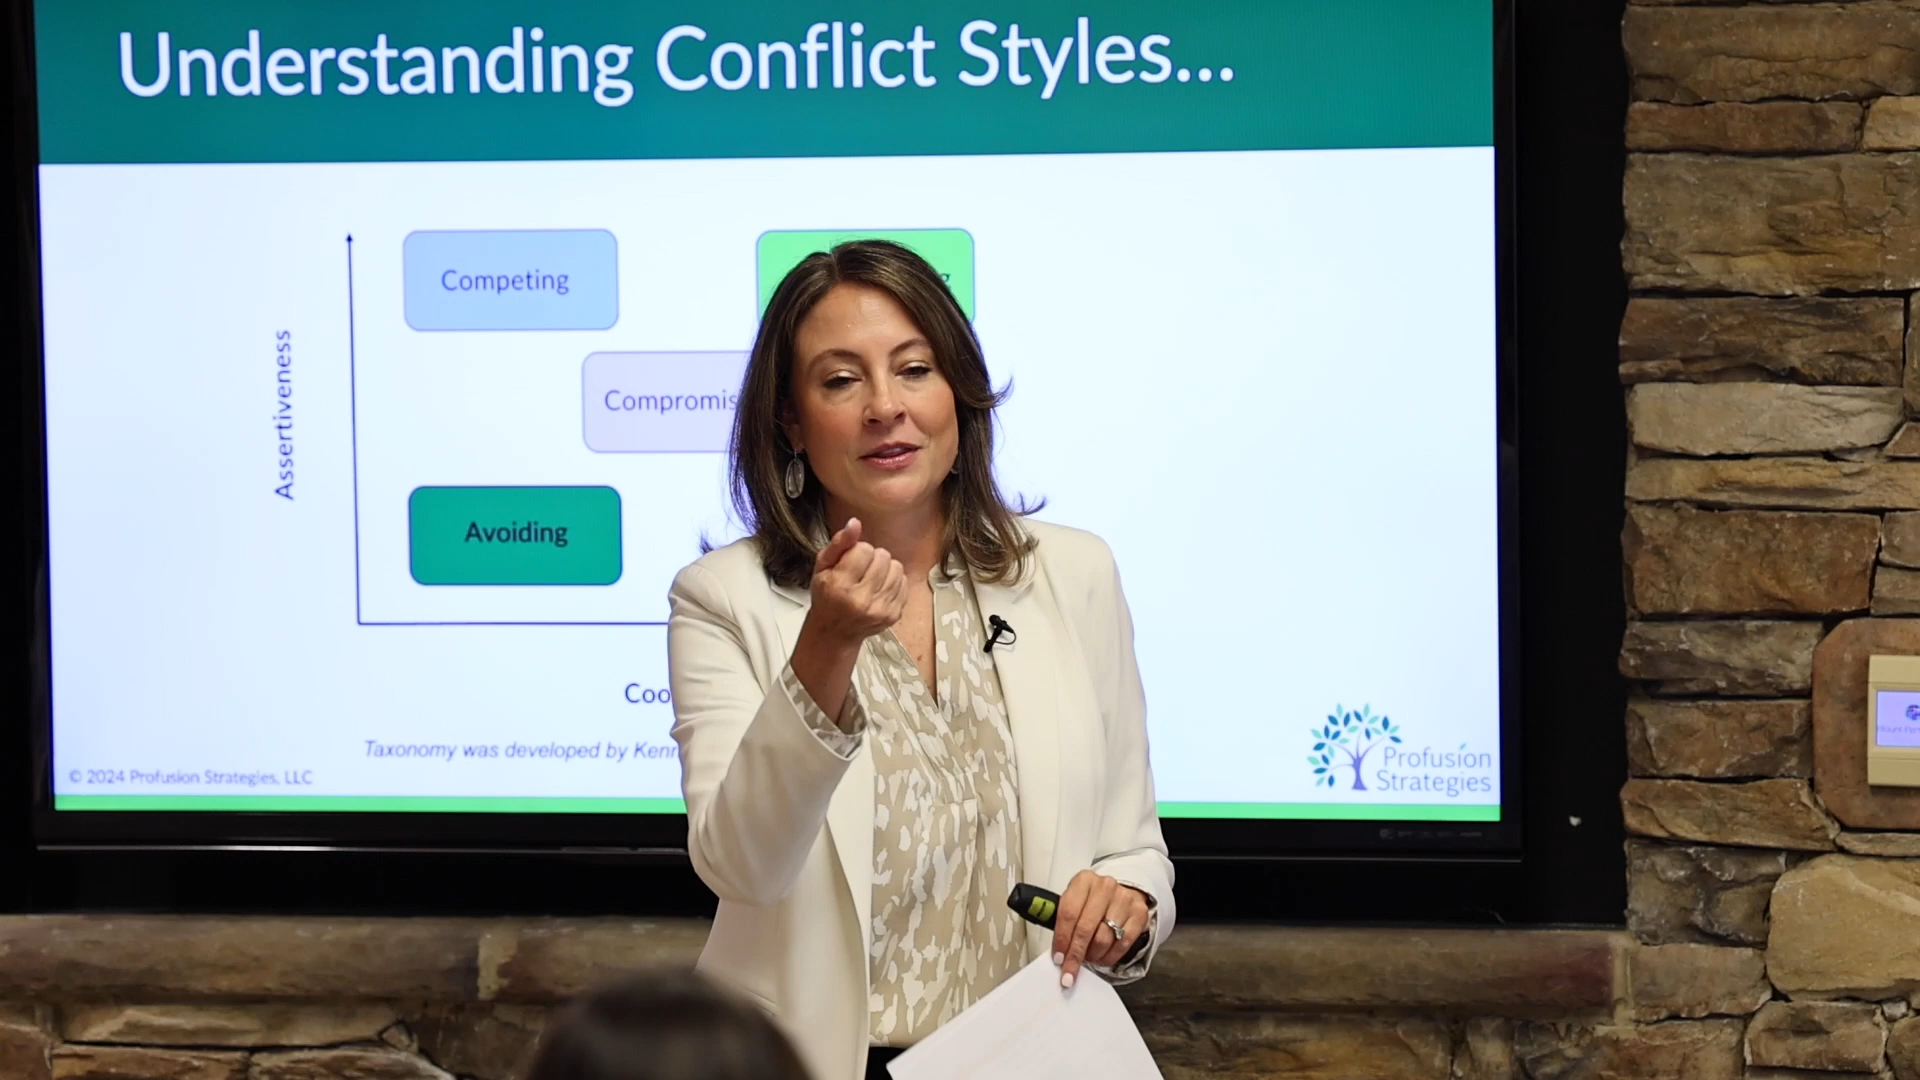 Understanding Conflict Styles...
Competing
Compromis
Assertiveness
Avoiding
Coo
Taxonomy was developed by Kenn
© 2024 Profusion Strategies, LLC
Profusion
Strategies